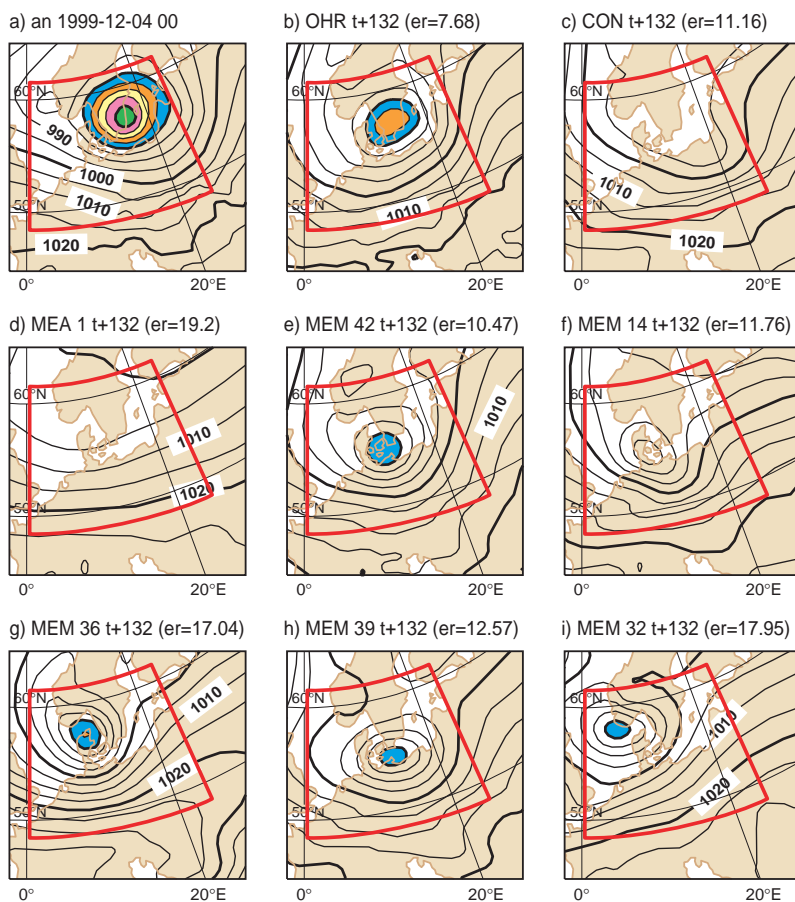 a) an 1999-12-04 00
b) OHR t+132 (er=7.68)
c) CON t+132 (er=11.16)
60°N
990
1000
1010
50°N
1020
0°
20°E
60°N
50°N
1010
0°
20°E
60°N
1010
50°N
1020
0°
20°E
d) MEA 1 t+132 (er=19.2)
e) MEM 42 t+132 (er=10.47)
f) MEM 14 t+132 (er=11.76)
60°N
1010
1020
50°N
0°
20°E
60°N
1010
50°N
0°
20°E
60°N
50°N
0°
20°E
g) MEM 36 t+132 (er=17.04)
h) MEM 39 t+132 (er=12.57)
i) MEM 32 t+132 (er=17.95)
60°N
1010
1020
50°N
0°
20°E
60°N
50°N
0°
20°E
60°N
1010
1020
50°N
0°
20°E